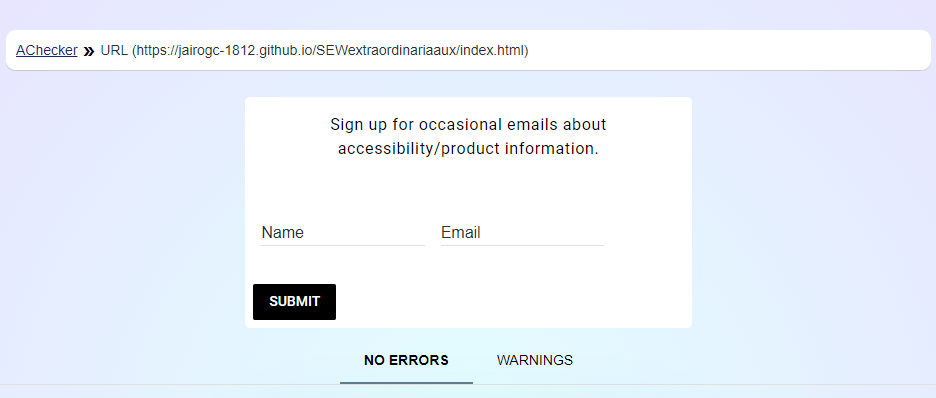 AChecker » URL (https://jairogc-1812.github.io/SEWextraordinariaaux/index.html)
Sign up for occasional emails about
accessibility/product information.
Name Email
SUBMIT
NO ERRORS WARNINGS